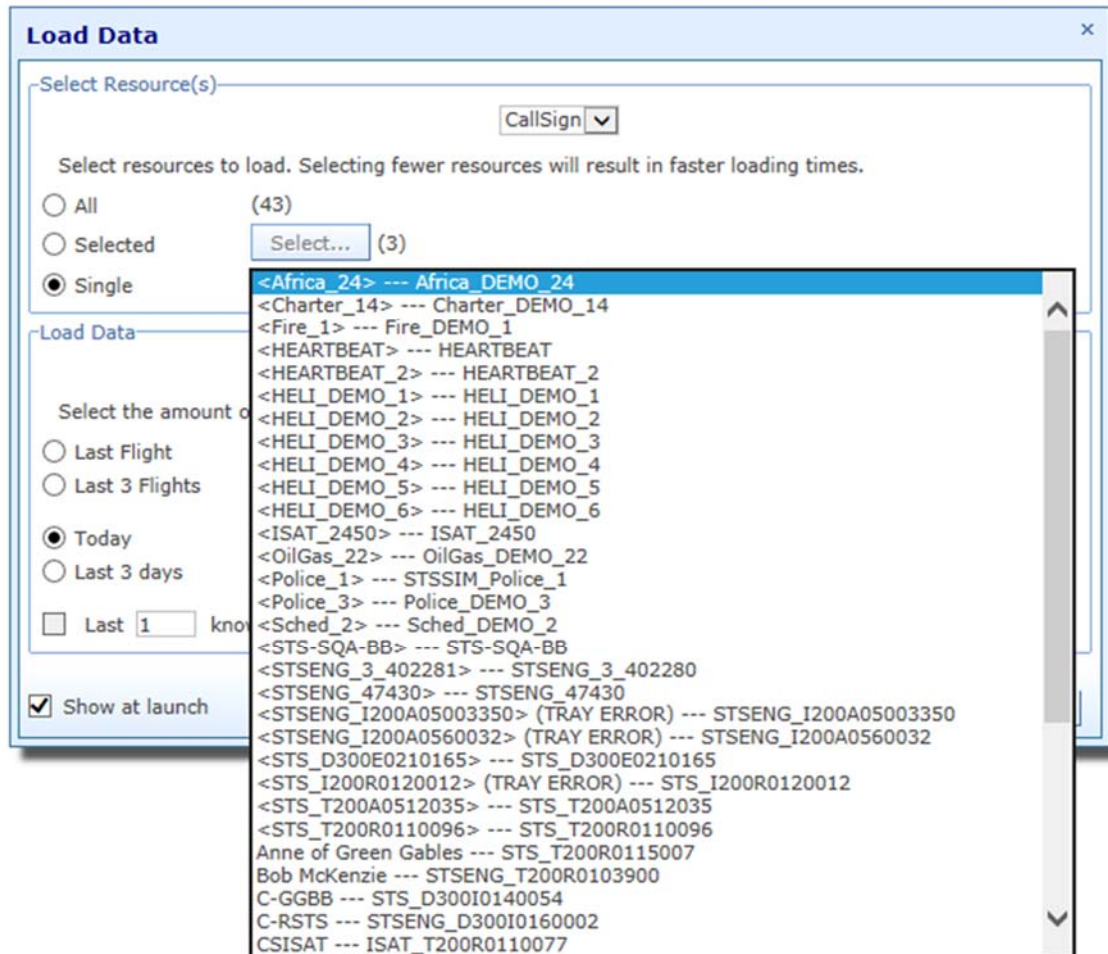 Load Data
Select Resource(s)
CallSign
Select resources to load. Selecting fewer resources will result in faster loading times.
All (43)
Selected Select... (3)
Single
<Africa_24> --- Africa_DEMO_24
<Charter_14> --- Charter_DEMO_14
<Fire_1> --- Fire_DEMO_1
<HEARTBEAT> --- HEARTBEAT
<HEARTBEAT_2> --- HEARTBEAT_2
<HELI_DEMO_1> --- HELI_DEMO_1
<HELI_DEMO_2> --- HELI_DEMO_2
<HELI_DEMO_3> --- HELI_DEMO_3
<HELI_DEMO_4> --- HELI_DEMO_4
<HELI_DEMO_5> --- HELI_DEMO_5
<HELI_DEMO_6> --- HELI_DEMO_6
<ISAT_2450> --- ISAT_2450
<OilGas_22> --- OilGas_DEMO_22
<Police_1> --- STSSIM_Police_1
<Police_3> --- Police_DEMO_3
<Sched_2> --- Sched_DEMO_2
<STS-SQA-BB> --- STS-SQA-BB
<STSENG_3_402281> --- STSENG_3_402280
<STSENG_47430> --- STSENG_47430
<STSENG_I200A05003350> (TRAY ERROR) --- STSENG_I200A05003350
<STSENG_I200A0560032> (TRAY ERROR) --- STSENG_I200A0560032
<STS_D300E0210165> --- STS_D300E0210165
<STS_I200R0120012> (TRAY ERROR) --- STS_I200R0120012
<STS_T200A0512035> --- STS_T200A0512035
<STS_T200R0110096> --- STS_T200R0110096
Anne of Green Gables --- STS_T200R0115007
Bob McKenzie --- STSENG_T200R0103900
C-GGBB --- STS_D300I0140054
C-RSTS --- STSENG_D300I0160002
CSISAT --- ISAT_T200R0110077
Load Data
Select the amount o
Last Flight
Last 3 Flights
Today
Last 3 days
Last 1 know
Show at launch